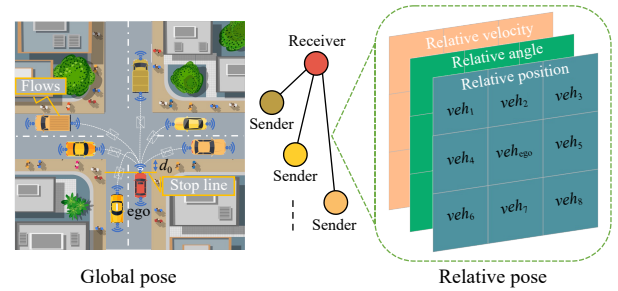 Flows
d₀
Stop line
ego
Global pose
Receiver
Sender
Sender
Sender
Relative velocity
Relative angle
Relative position
veh₁ veh₂ veh₃
veh₄ vehₑgₒ veh₅
veh₆ veh₇ veh₈
Relative pose